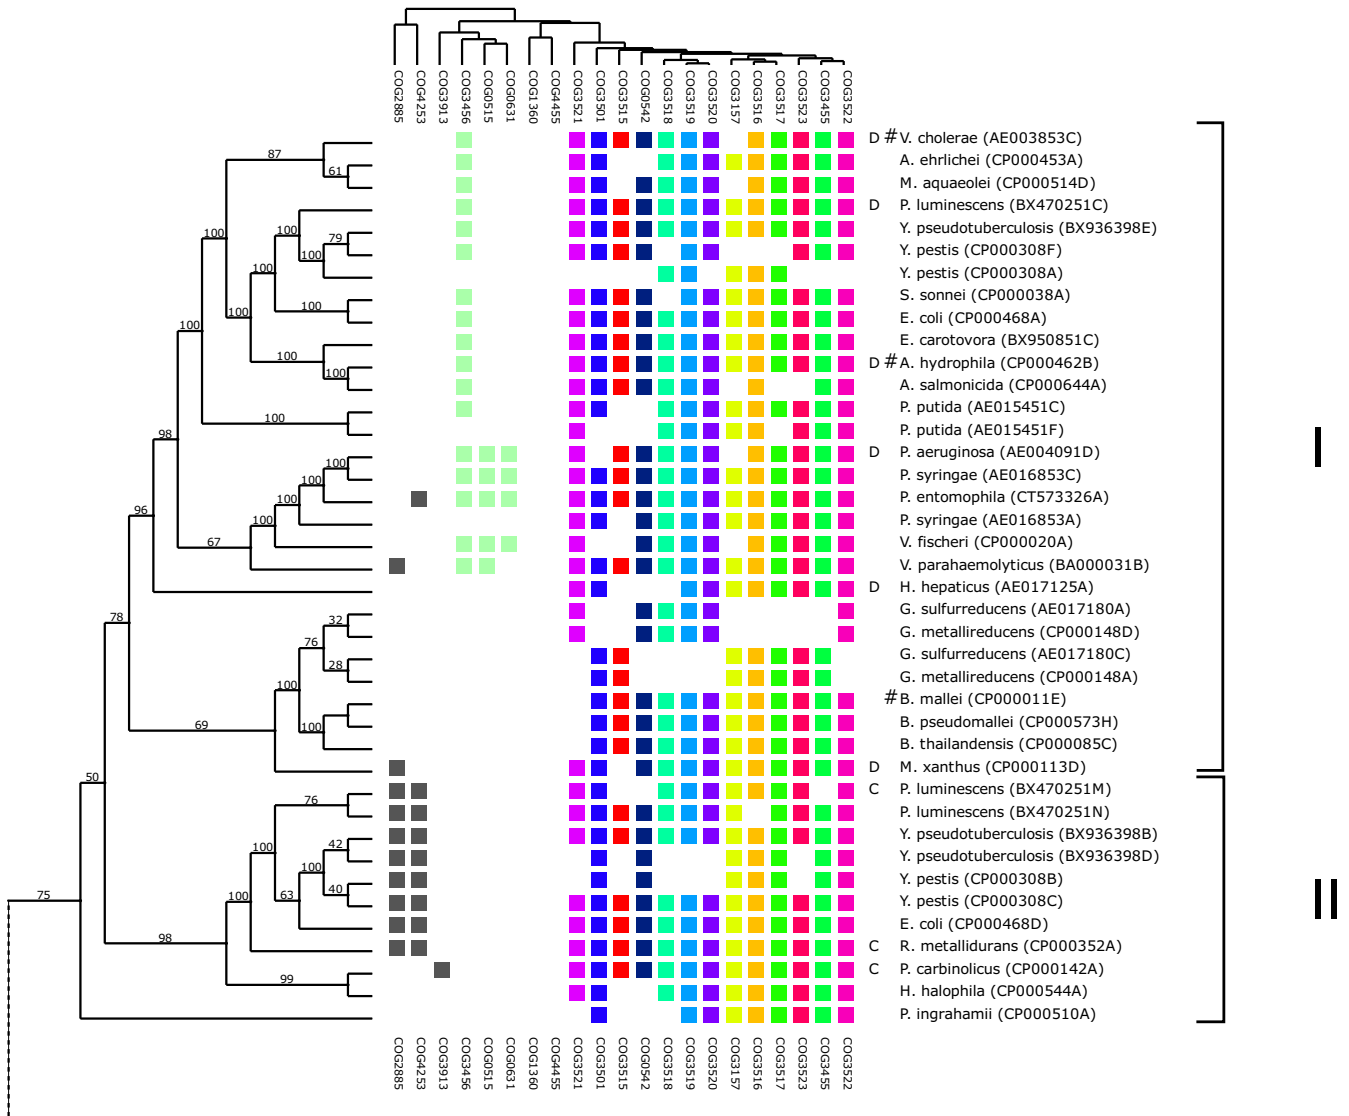 COG2885 COG4253 COG3913 COG3456 COG0515 COG0631 COG1360 COG4455 COG3521 COG3501 COG3515 COG0542 COG3518 COG3519 COG3520 COG3157 COG3516 COG3517 COG3523 COG3455 COG3522
D # V. cholerae (AE003853C)
87
A. ehrlichei (CP000453A)
61
M. aquaeolei (CP000514D)
D P. luminescens (BX470251C)
100 100
Y. pseudotuberculosis (BX936398E)
79
Y. pestis (CP000308F)
100
100
Y. pestis (CP000308A)
S. sonnei (CP000038A)
100
100
E. coli (CP000468A)
100
E. carotovora (BX950851C)
100
D # A. hydrophila (CP000462B)
100
A. salmonicida (CP000644A)
P. putida (AE015451C)
100
P. putida (AE015451F)
98
I
D P. aeruginosa (AE004091D)
100
P. syringae (AE016853C)
100
P. entomophila (CT573326A)
100
96
P. syringae (AE016853A)
100
V. fischeri (CP000020A)
67
V. parahaemolyticus (BA000031B)
D H. hepaticus (AE017125A)
G. sulfurreducens (AE017180A)
78 32
G. metallireducens (CP000148D)
76
G. sulfurreducens (AE017180C)
28
G. metallireducens (CP000148A)
100
# B. mallei (CP000011E)
B. pseudomallei (CP000573H)
69 100
B. thailandensis (CP000085C)
D M. xanthus (CP000113D)
50
C P. luminescens (BX470251M)
76
P. luminescens (BX470251N)
Y. pseudotuberculosis (BX936398B)
42
100
Y. pseudotuberculosis (BX936398D)
100
Y. pestis (CP000308B)
40
75 100 63
Y. pestis (CP000308C)
II
E. coli (CP000468D)
98
C R. metallidurans (CP000352A)
C P. carbinolicus (CP000142A)
99
H. halophila (CP000544A)
P. ingrahamii (CP000510A)
COG2885 COG4253 COG3913 COG3456 COG0515 COG0631 COG1360 COG4455 COG3521 COG3501 COG3515 COG0542 COG3518 COG3519 COG3520 COG3157 COG3516 COG3517 COG3523 COG3455 COG3522